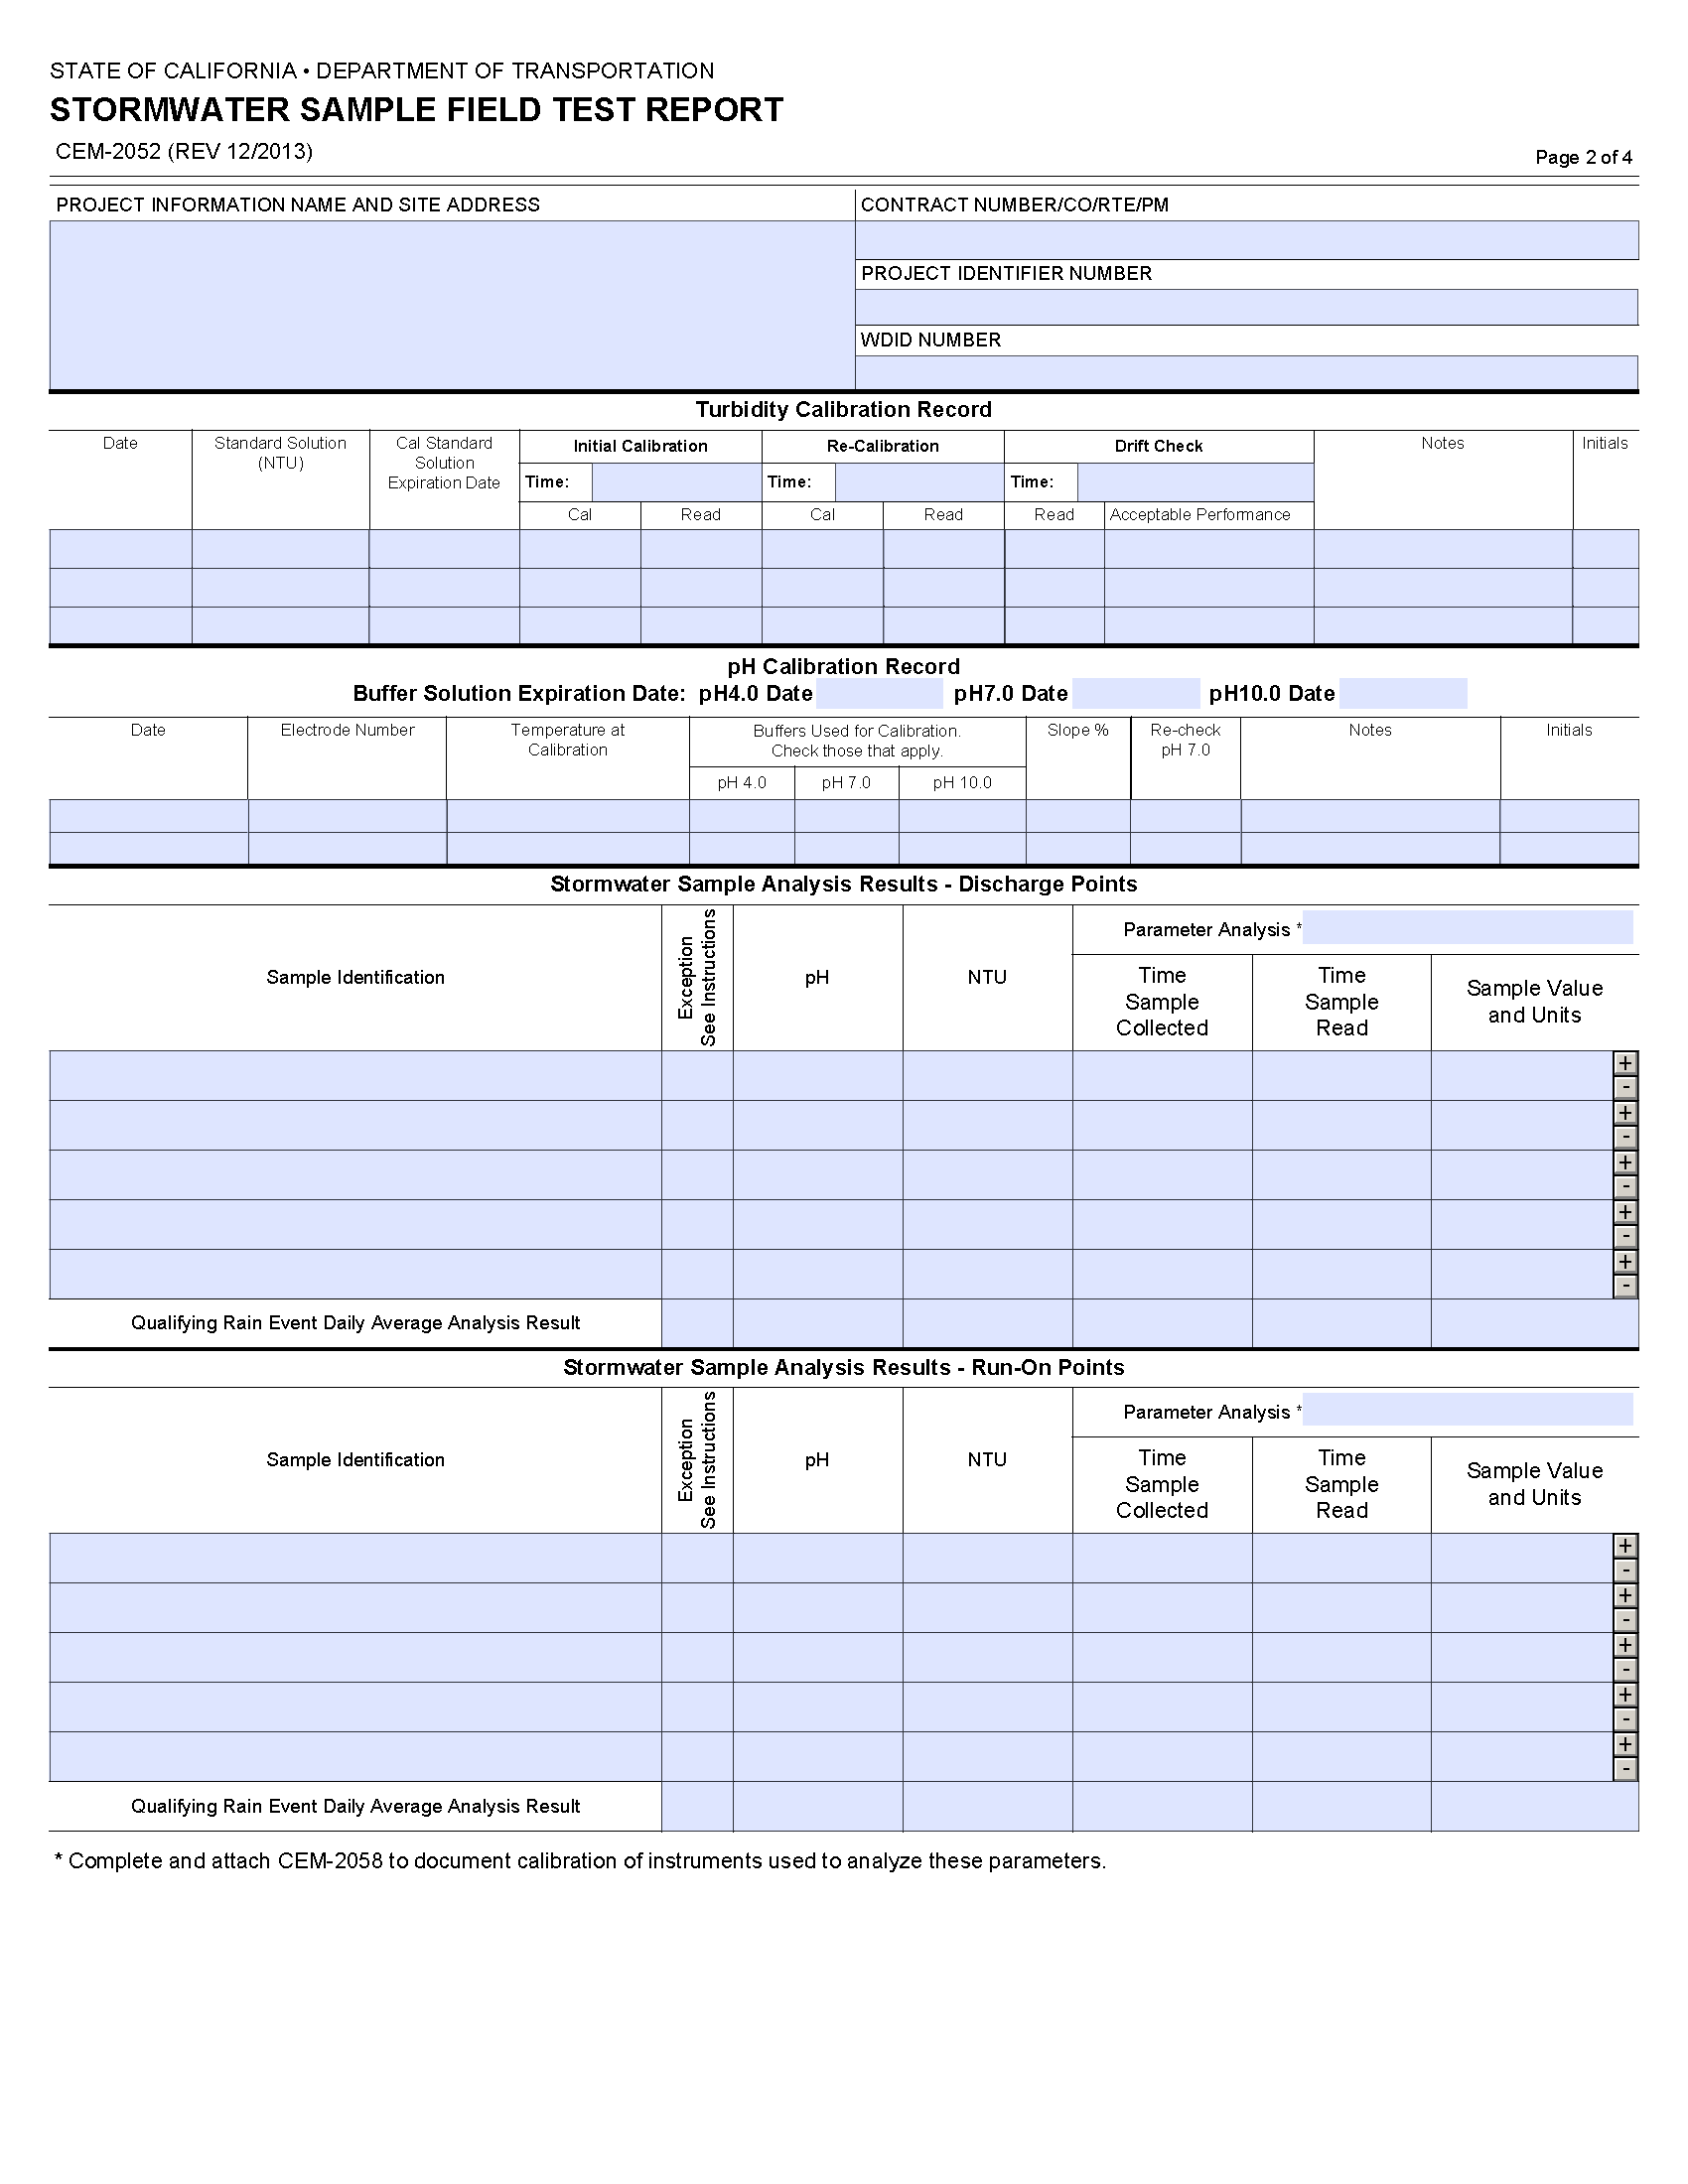 STATE OF CALIFORNIA • DEPARTMENT OF TRANSPORTATION
STORMWATER SAMPLE FIELD TEST REPORT
CEM-2052 (REV 12/2013)
Page 2 of 4
PROJECT INFORMATION NAME AND SITE ADDRESS
CONTRACT NUMBER/CO/RTE/PM
PROJECT IDENTIFIER NUMBER
WDID NUMBER
Turbidity Calibration Record
Date
Standard Solution
(NTU)
Cal Standard
Solution
Expiration Date
Initial Calibration
Re-Calibration
Drift Check
Notes
Initials
Time:
Time:
Time:
Cal
Read
Cal
Read
Read
Acceptable Performance
pH Calibration Record
Buffer Solution Expiration Date: pH4.0 Date pH7.0 Date pH10.0 Date
Date
Electrode Number
Temperature at
Calibration
Buffers Used for Calibration.
Check those that apply.
pH 4.0
pH 7.0
pH 10.0
Slope %
Re-check
pH 7.0
Notes
Initials
Stormwater Sample Analysis Results - Discharge Points
Sample Identification
Exception
See Instructions
pH
NTU
Parameter Analysis *
Time
Sample
Collected
Time
Sample
Read
Sample Value
and Units
+
-
+
-
+
-
+
-
+
-
Qualifying Rain Event Daily Average Analysis Result
Stormwater Sample Analysis Results - Run-On Points
Sample Identification
Exception
See Instructions
pH
NTU
Parameter Analysis *
Time
Sample
Collected
Time
Sample
Read
Sample Value
and Units
+
-
+
-
+
-
+
-
+
-
Qualifying Rain Event Daily Average Analysis Result
* Complete and attach CEM-2058 to document calibration of instruments used to analyze these parameters.